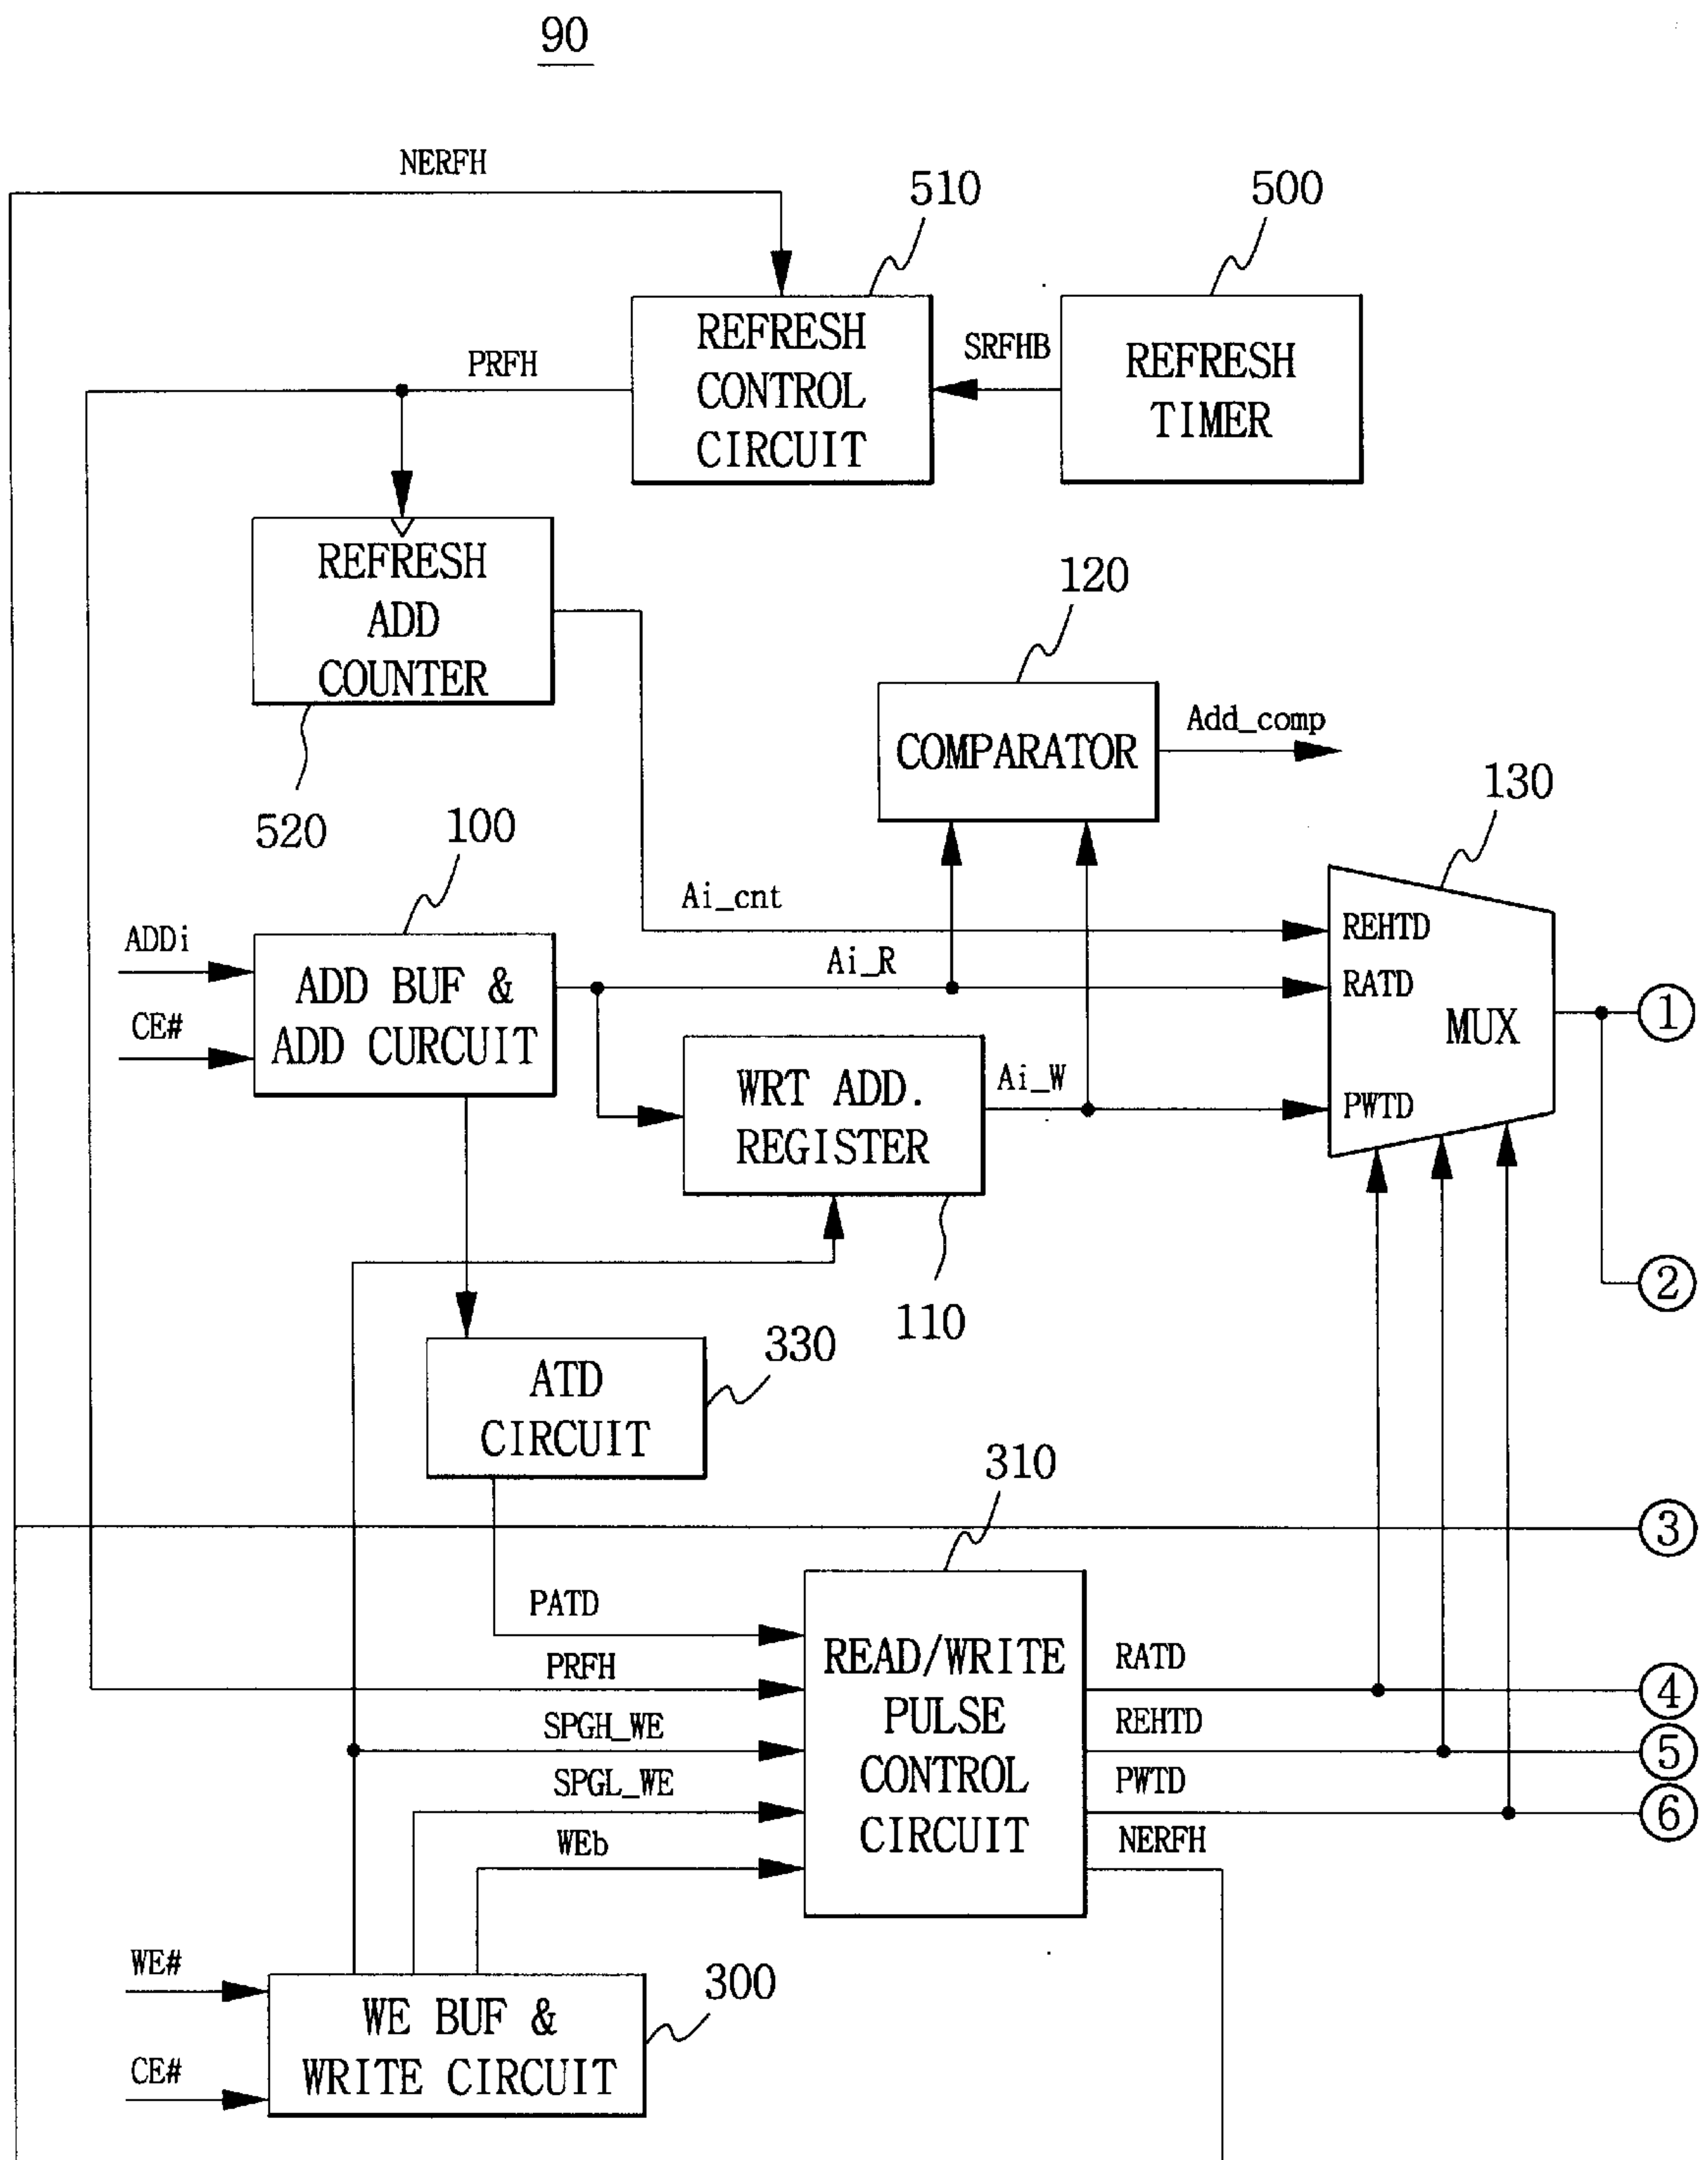 90
NERFH
510
500
REFRESH
CONTROL
CIRCUIT
SRFHB
REFRESH
TIMER
PRFH
REFRESH
ADD
COUNTER
520
120
COMPARATOR
Add_comp
130
100
Ai_cnt
ADDi
CE#
ADD BUF &
ADD CURCUIT
Ai_R
REHTD
RATD
MUX
PWTD
1
WRT ADD.
REGISTER
Ai_W
110
2
ATD
CIRCUIT
330
310
3
PATD
PRFH
SPGH_WE
SPGL_WE
WEb
READ/WRITE
PULSE
CONTROL
CIRCUIT
RATD
REHTD
PWTD
NERFH
4
5
6
WE#
CE#
WE BUF &
WRITE CIRCUIT
300